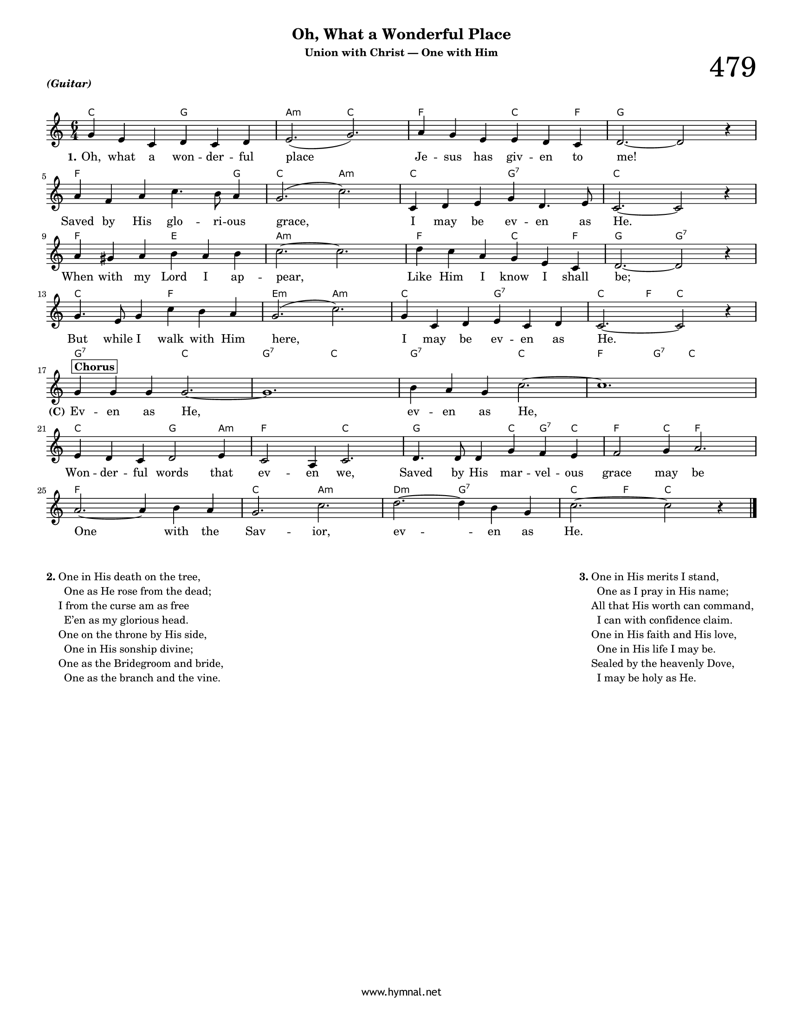 Oh, What a Wonderful Place
Union with Christ — One with Him
479
(Guitar)
C G Am C F C F G
6 4
1. Oh, what a won - der - ful place Je - sus has giv - en to me!
5 F G C Am C G7 C
Saved by His glo - ri - ous grace, I may be ev - en as He.
9 F E Am F C F G G7
When with my Lord I ap - pear, Like Him I know I shall be;
13 C F Em Am C G7 C F C
But while I walk with Him here, I may be ev - en as He.
G7 C G7 C G7 C F G7 C
Chorus
17
(C) Ev - en as He, ev - en as He,
21 C G Am F C G C G7 C F C F
Won - der - ful words that ev - en we, Saved by His mar - vel - ous grace may be
25 F C Am Dm G7 C F C
One with the Sav - ior, ev - - en as He.
2. One in His death on the tree,
One as He rose from the dead;
I from the curse am as free
E'en as my glorious head.
One on the throne by His side,
One in His sonship divine;
One as the Bridegroom and bride,
One as the branch and the vine.
3. One in His merits I stand,
One as I pray in His name;
All that His worth can command,
I can with confidence claim.
One in His faith and His love,
One in His life I may be.
Sealed by the heavenly Dove,
I may be holy as He.
www.hymnal.net